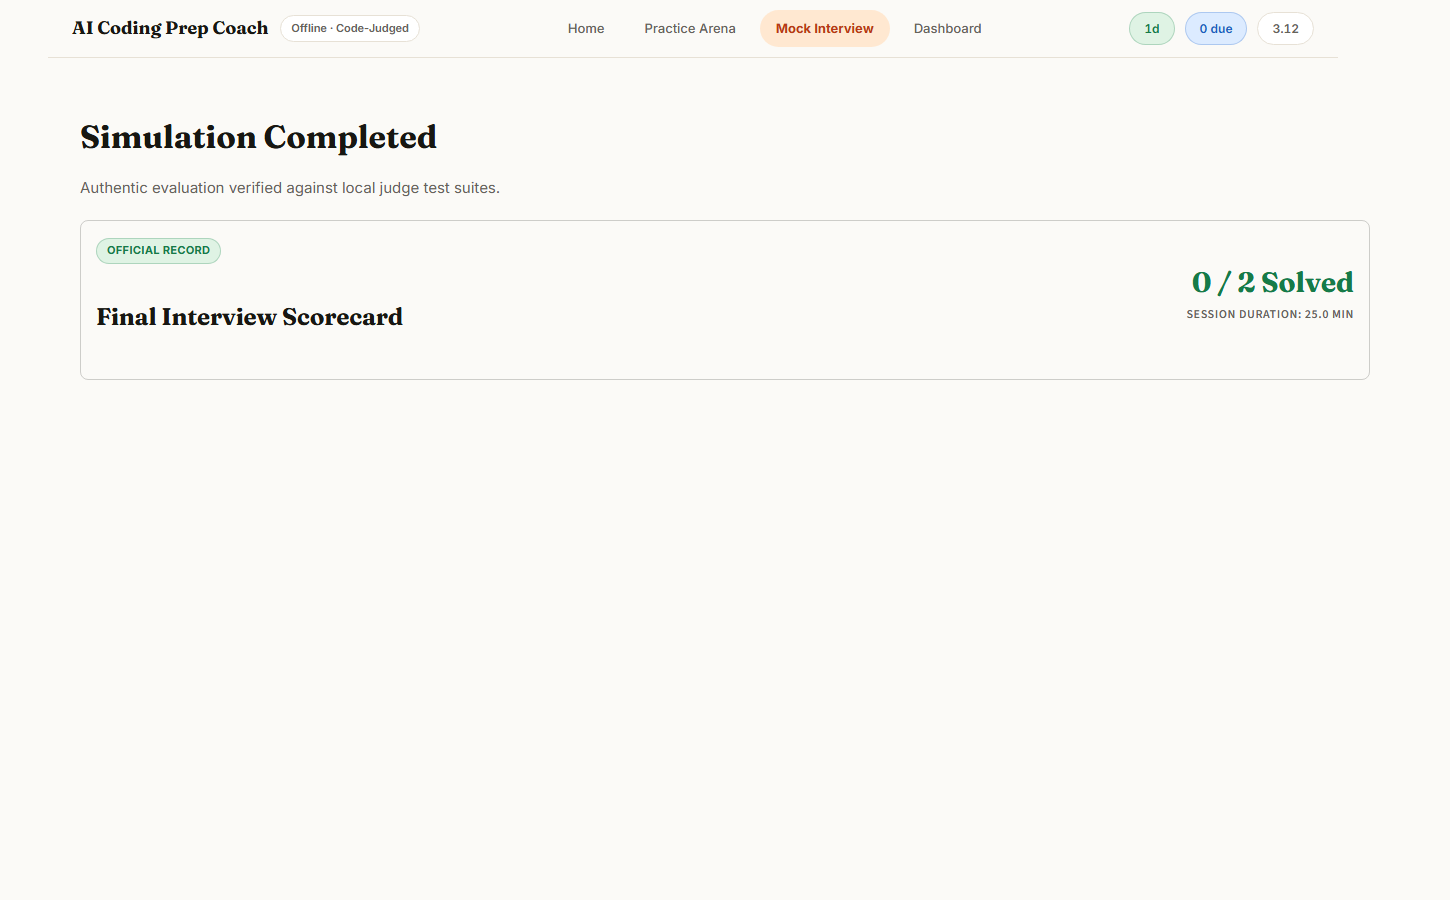 AI Coding Prep Coach
Offline · Code-Judged
Home
Practice Arena
Mock Interview
Dashboard
1d
0 due
3.12
Simulation Completed
Authentic evaluation verified against local judge test suites.
OFFICIAL RECORD
Final Interview Scorecard
0 / 2 Solved
SESSION DURATION: 25.0 MIN